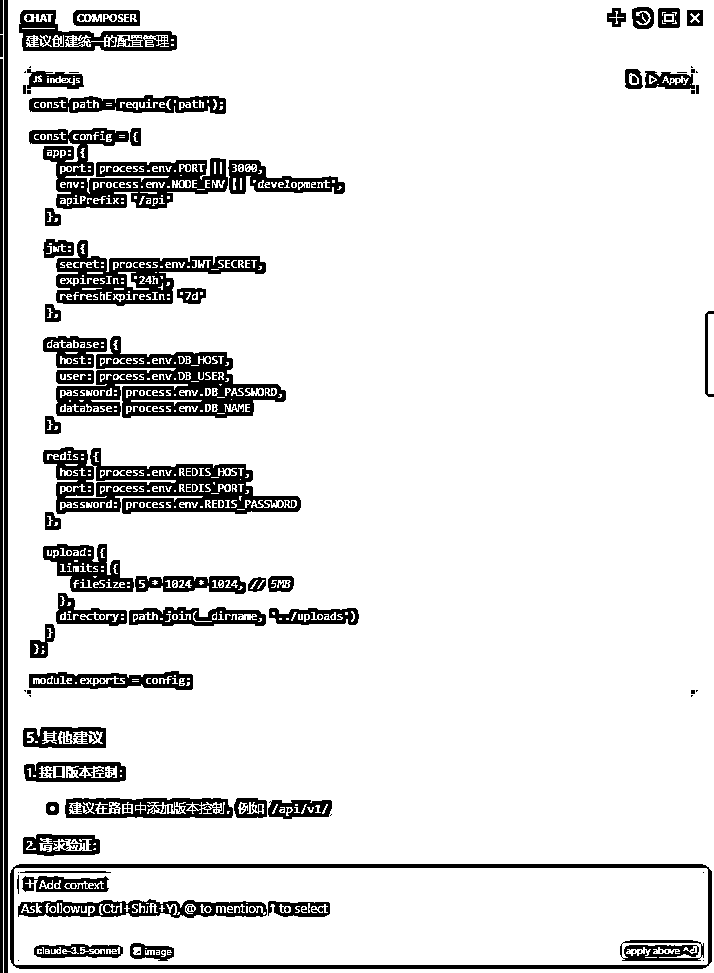 CHAT COMPOSER
建议创建统一的配置管理:
JS index.js Apply
const path = require('path');
const config = {
app: {
port: process.env.PORT || 3000,
env: process.env.NODE_ENV || 'development',
apiPrefix: '/api'
},
jwt: {
secret: process.env.JWT_SECRET,
expiresIn: '24h',
refreshExpiresIn: '7d'
},
database: {
host: process.env.DB_HOST,
user: process.env.DB_USER,
password: process.env.DB_PASSWORD,
database: process.env.DB_NAME
},
redis: {
host: process.env.REDIS_HOST,
port: process.env.REDIS_PORT,
password: process.env.REDIS_PASSWORD
},
upload: {
limits: {
fileSize: 5 * 1024 * 1024, // 5MB
},
directory: path.join(__dirname, '../uploads')
}
};
module.exports = config;
5. 其他建议
1. 接口版本控制:
建议在路由中添加版本控制, 例如 /api/v1/
2. 请求验证:
+ Add context
Ask followup (Ctrl+Shift+Y), @ to mention, ↑ to select
claude-3.5-sonnet image apply above ^⏎